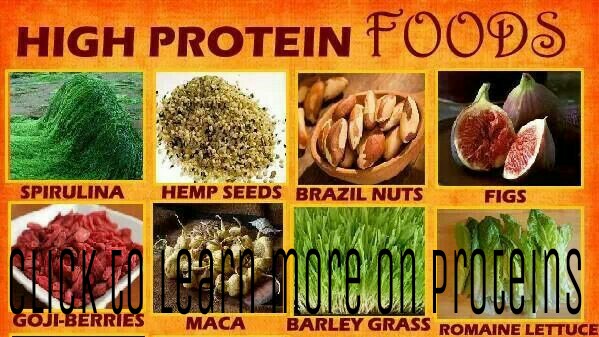 HIGH PROTEIN FOODS
SPIRULINA
HEMP SEEDS
BRAZIL NUTS
FIGS
GOJI-BERRIES
MACA
BARLEY GRASS
ROMAINE LETTUCE
click to learn more on proteins